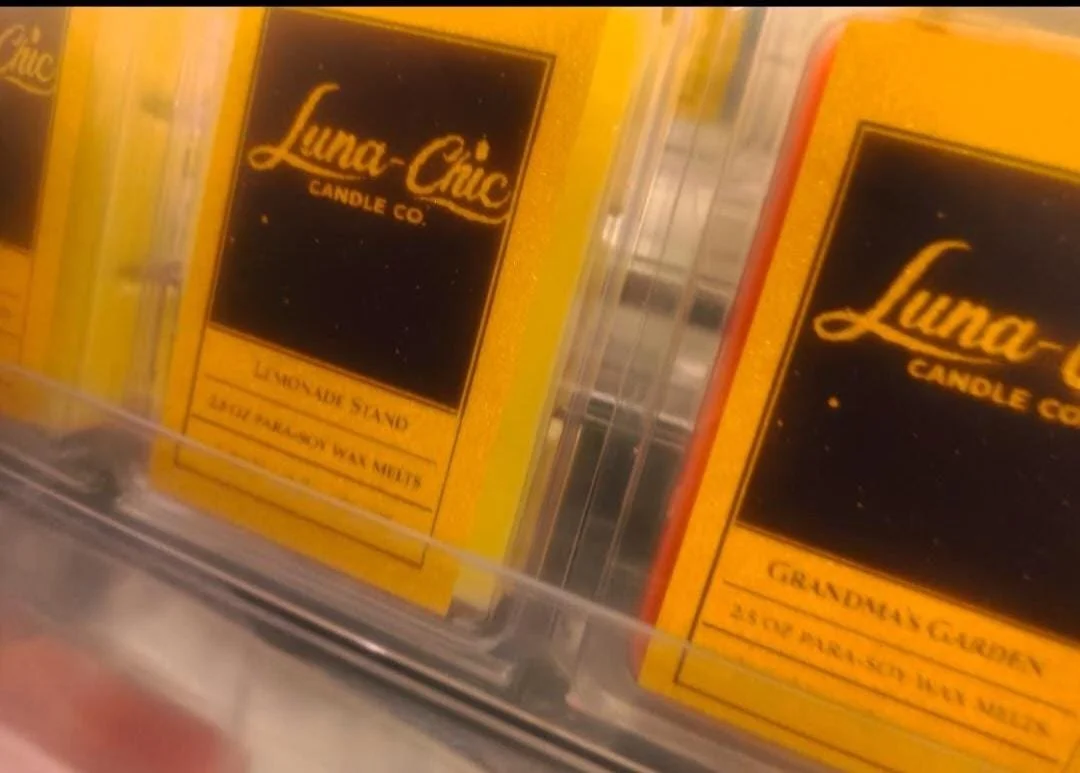 Chic
Luna-Chic
CANDLE CO.
LEMONADE STAND
2.5 OZ PARA-SOY WAX MELTS
Luna-
CANDLE CO
GRANDMA'S GARDEN
2.5 OZ PARA-SOY WAX MELTS